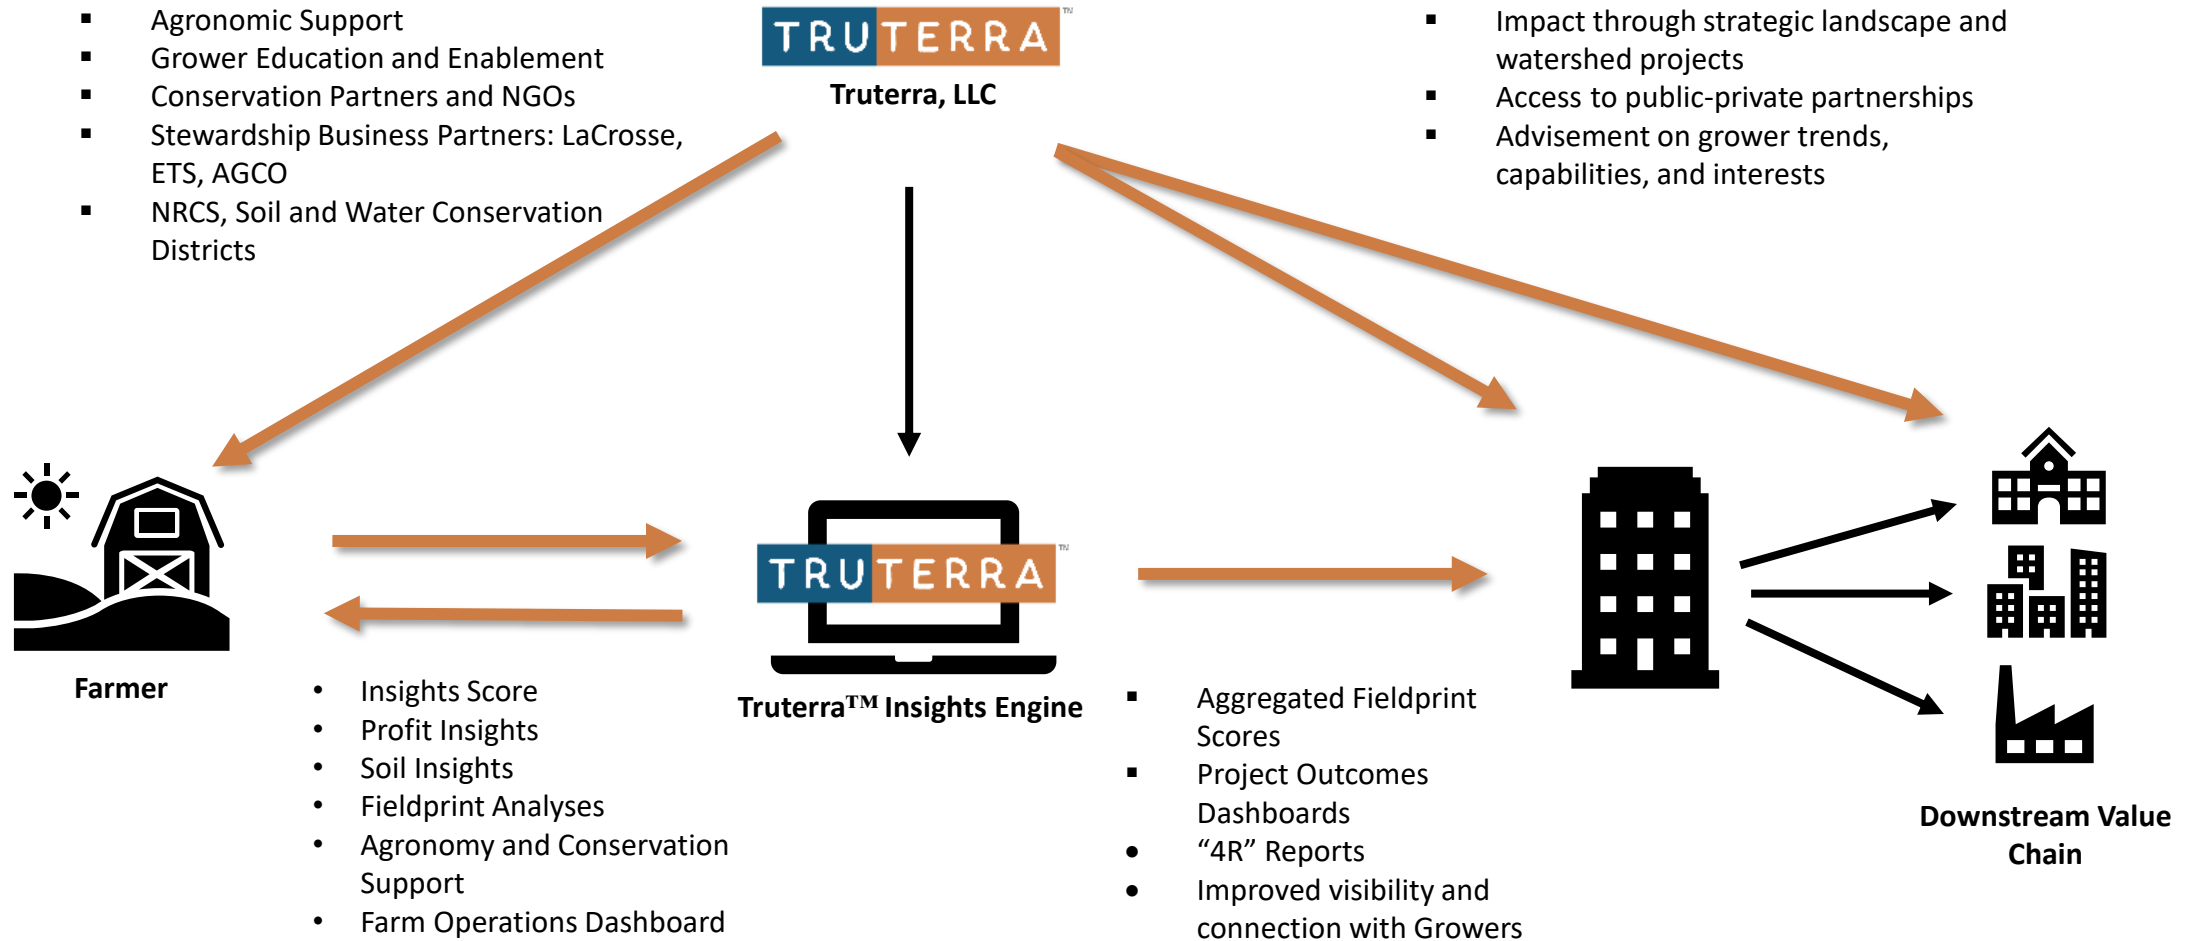 ▪ Agronomic Support
▪ Grower Education and Enablement
▪ Conservation Partners and NGOs
▪ Stewardship Business Partners: LaCrosse,
ETS, AGCO
▪ NRCS, Soil and Water Conservation
Districts
TRUTERRA™
Truterra, LLC
▪ Impact through strategic landscape and
watershed projects
▪ Access to public-private partnerships
▪ Advisement on grower trends,
capabilities, and interests
Farmer
• Insights Score
• Profit Insights
• Soil Insights
• Fieldprint Analyses
• Agronomy and Conservation
Support
• Farm Operations Dashboard
TRUTERRA™
Truterra™ Insights Engine
▪ Aggregated Fieldprint
Scores
▪ Project Outcomes
Dashboards
• “4R” Reports
• Improved visibility and
connection with Growers
Downstream Value
Chain